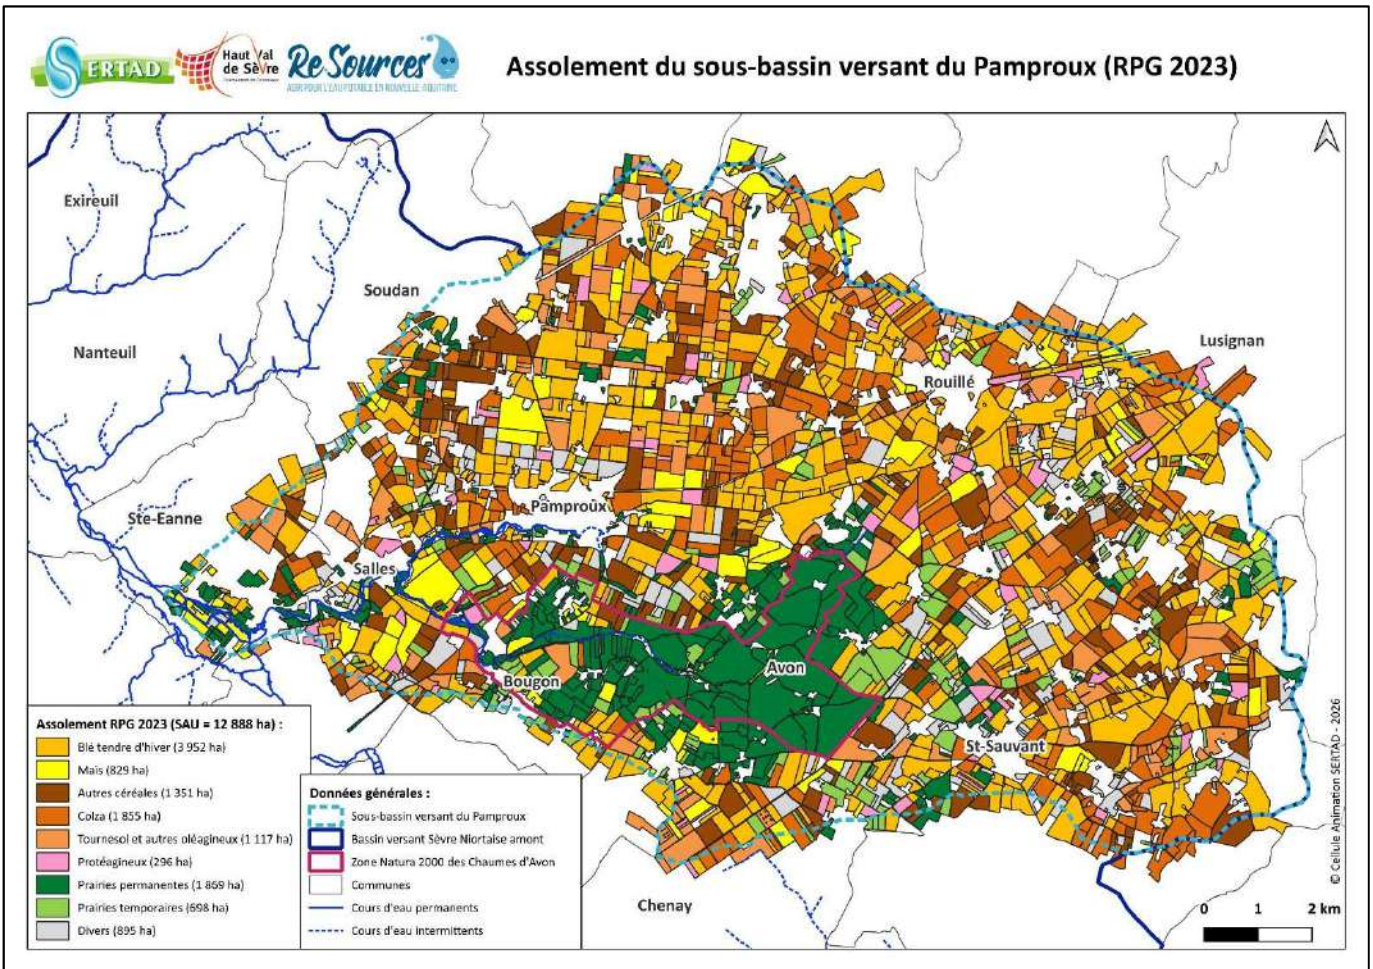 SERTAD
Haut Val
de Sèvre
Re-Sources
AGIR POUR L'EAU POTABLE EN NOUVELLE-AQUITAINE
Assolement du sous-bassin versant du Pamproux (RPG 2023)
Exireuil
Soudan
Nanteuil
Lusignan
Rouillé
Pamproux
Ste-Eanne
Salles
Avon
Bougon
St-Sauvant
Chenay
Assolement RPG 2023 (SAU = 12 888 ha) :
Blé tendre d'hiver (3 952 ha)
Maïs (829 ha)
Autres céréales (1 351 ha)
Colza (1 855 ha)
Tournesol et autres oléagineux (1 117 ha)
Protéagineux (296 ha)
Prairies permanentes (1 869 ha)
Prairies temporaires (698 ha)
Divers (895 ha)
Données générales :
Sous-bassin versant du Pamproux
Bassin versant Sèvre Niortaise amont
Zone Natura 2000 des Chaumes d'Avon
Communes
Cours d'eau permanents
Cours d'eau intermittents
0 1 2 km
© Cellule Animation SERTAD - 2026